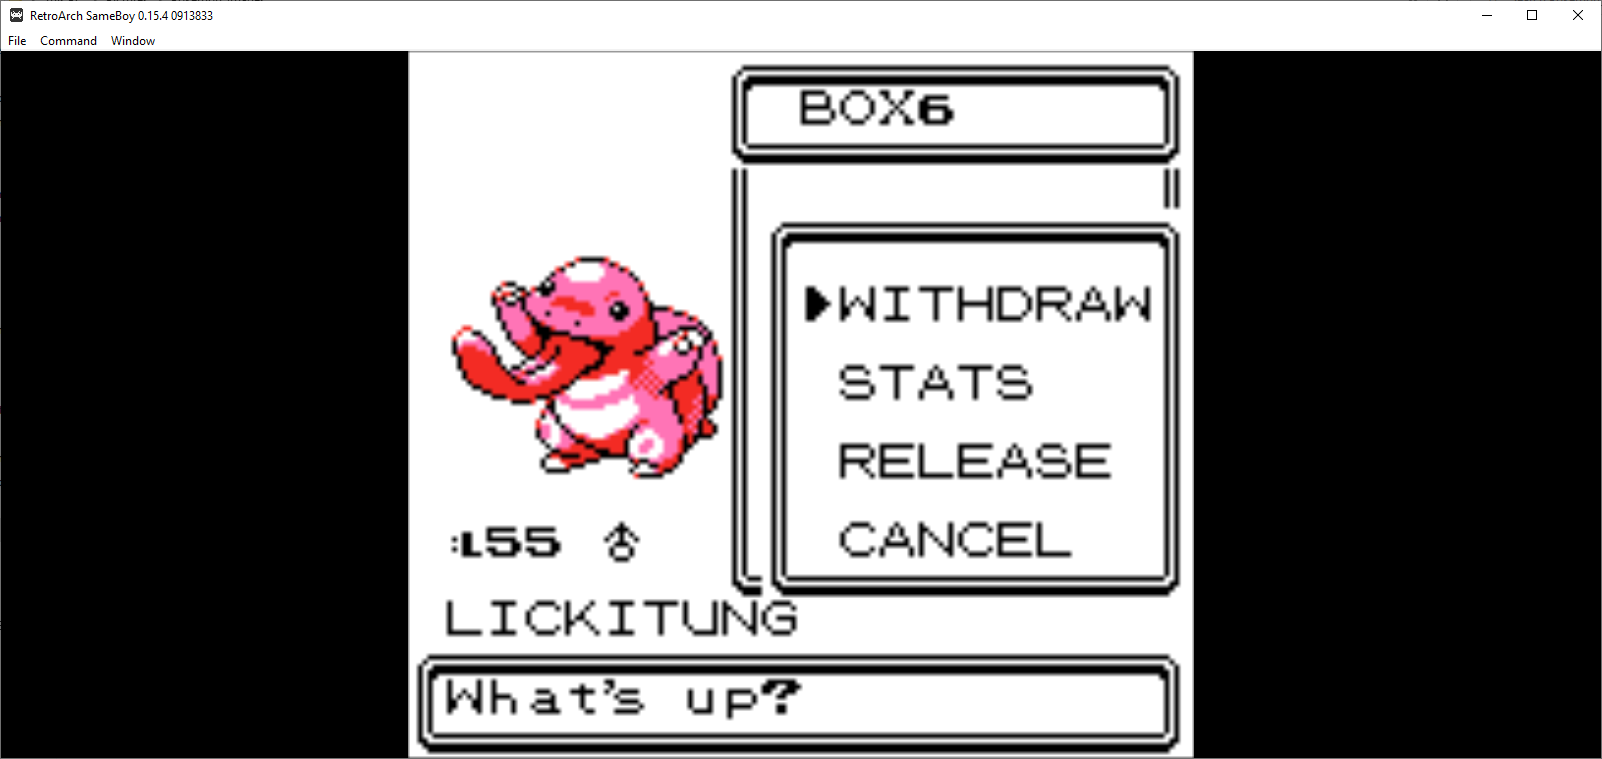 RetroArch SameBoy 0.15.4 0913833
File Command Window
BOX6
▶WITHDRAW
STATS
RELEASE
CANCEL
:L55 ♂
LICKITUNG
What's up?